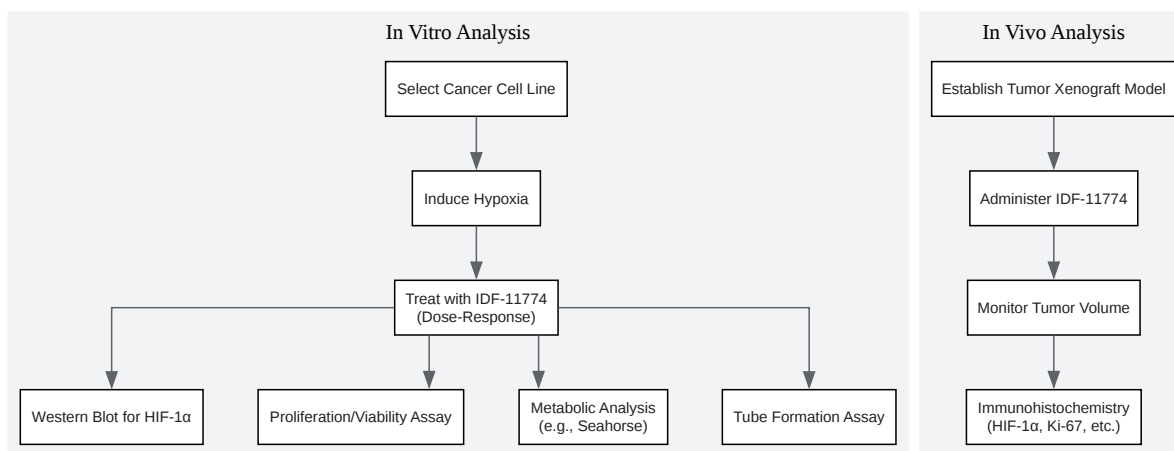 In Vitro Analysis
Select Cancer Cell Line
Induce Hypoxia
Treat with IDF-11774
(Dose-Response)
Western Blot for HIF-1α
Proliferation/Viability Assay
Metabolic Analysis
(e.g., Seahorse)
Tube Formation Assay
In Vivo Analysis
Establish Tumor Xenograft Model
Administer IDF-11774
Monitor Tumor Volume
Immunohistochemistry
(HIF-1α, Ki-67, etc.)